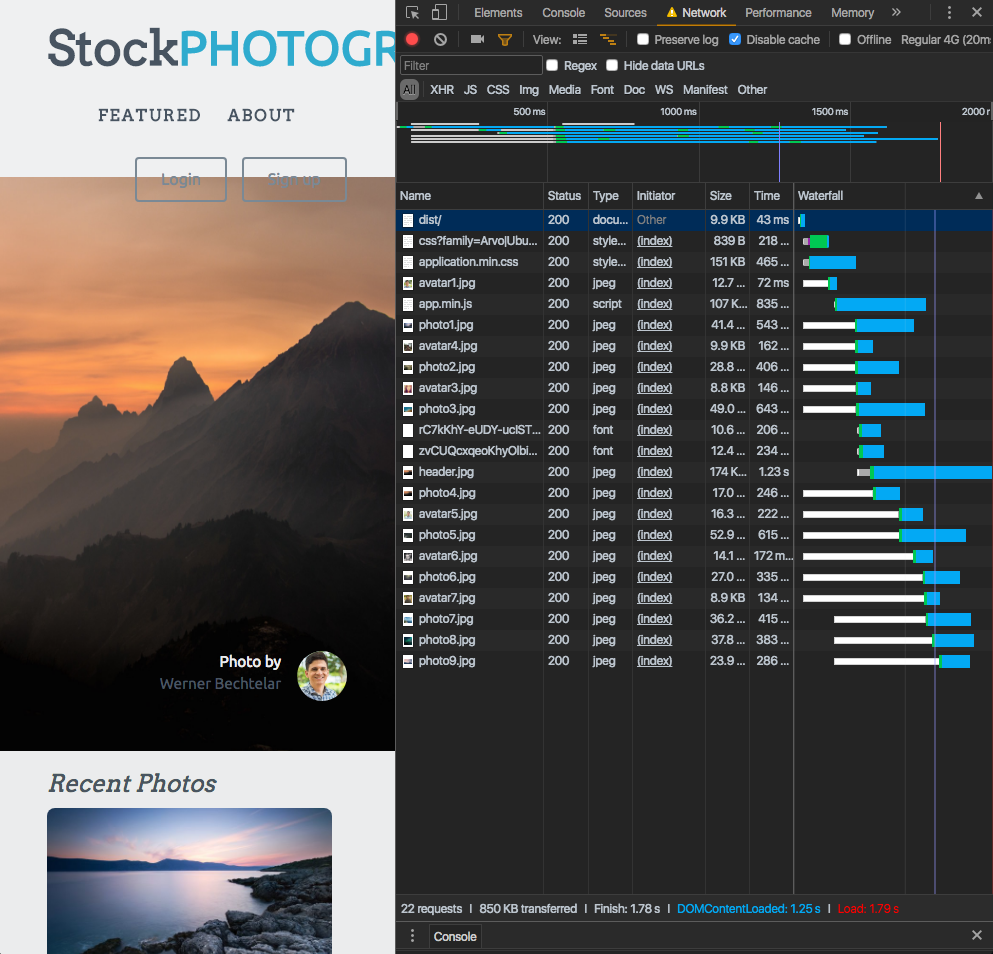 StockPHOTOGR
FEATURED ABOUT
Login Sign up
Photo by
Werner Bechtelar
Recent Photos
Elements Console Sources Network Performance Memory »
View: Preserve log Disable cache Offline Regular 4G (20m
Filter Regex Hide data URLs
All XHR JS CSS Img Media Font Doc WS Manifest Other
500 ms 1000 ms 1500 ms 2000 r
Name Status Type Initiator Size Time Waterfall
dist/ 200 docu... Other 9.9 KB 43 ms
css?family=Arvo|Ubu... 200 style... (index) 839 B 218 ...
application.min.css 200 style... (index) 151 KB 465 ...
avatar1.jpg 200 jpeg (index) 12.7 ... 72 ms
app.min.js 200 script (index) 107 K... 835 ...
photo1.jpg 200 jpeg (index) 41.4 ... 543 ...
avatar4.jpg 200 jpeg (index) 9.9 KB 162 ...
photo2.jpg 200 jpeg (index) 28.8 ... 406 ...
avatar3.jpg 200 jpeg (index) 8.8 KB 146 ...
photo3.jpg 200 jpeg (index) 49.0 ... 643 ...
rC7kKhY-eUDY-ucIST... 200 font (index) 10.6 ... 206 ...
zvCUQcxqeoKhyOlbi... 200 font (index) 12.4 ... 234 ...
header.jpg 200 jpeg (index) 174 K... 1.23 s
photo4.jpg 200 jpeg (index) 17.0 ... 246 ...
avatar5.jpg 200 jpeg (index) 16.3 ... 222 ...
photo5.jpg 200 jpeg (index) 52.9 ... 615 ...
avatar6.jpg 200 jpeg (index) 14.1 ... 172 m...
photo6.jpg 200 jpeg (index) 27.0 ... 335 ...
avatar7.jpg 200 jpeg (index) 8.9 KB 134 ...
photo7.jpg 200 jpeg (index) 36.2 ... 415 ...
photo8.jpg 200 jpeg (index) 37.8 ... 383 ...
photo9.jpg 200 jpeg (index) 23.9 ... 286 ...
22 requests | 850 KB transferred | Finish: 1.78 s | DOMContentLoaded: 1.25 s | Load: 1.79 s
Console